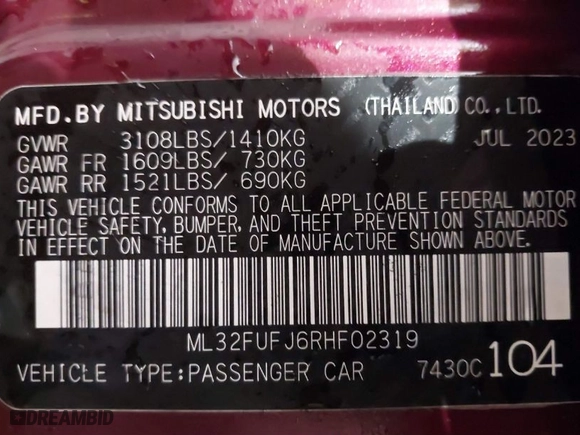 MFD.BY MITSUBISHI MOTORS (THAILAND)CO.,LTD.
GVWR 3108LBS/1410KG JUL 2023
GAWR FR 1609LBS/ 730KG
GAWR RR 1521LBS/ 690KG
THIS VEHICLE CONFORMS TO ALL APPLICABLE FEDERAL MOTOR
VEHICLE SAFETY, BUMPER, AND THEFT PREVENTION STANDARDS
IN EFFECT ON THE DATE OF MANUFACTURE SHOWN ABOVE.
ML32FUFJ6RHF02319
VEHICLE TYPE:PASSENGER CAR 7430C 104
DREAMBID